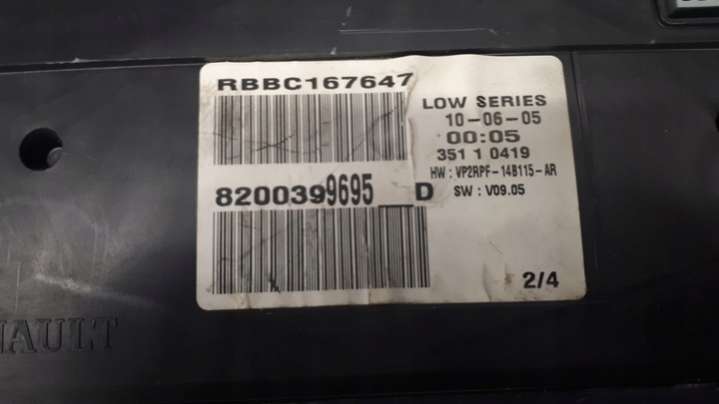 RBBC167647
LOW SERIES
10-06-05
00:05
351 1 0419
HW : VP2RPF-14B115-AR
SW : V09.05
8200399695__D
2/4
NAULT